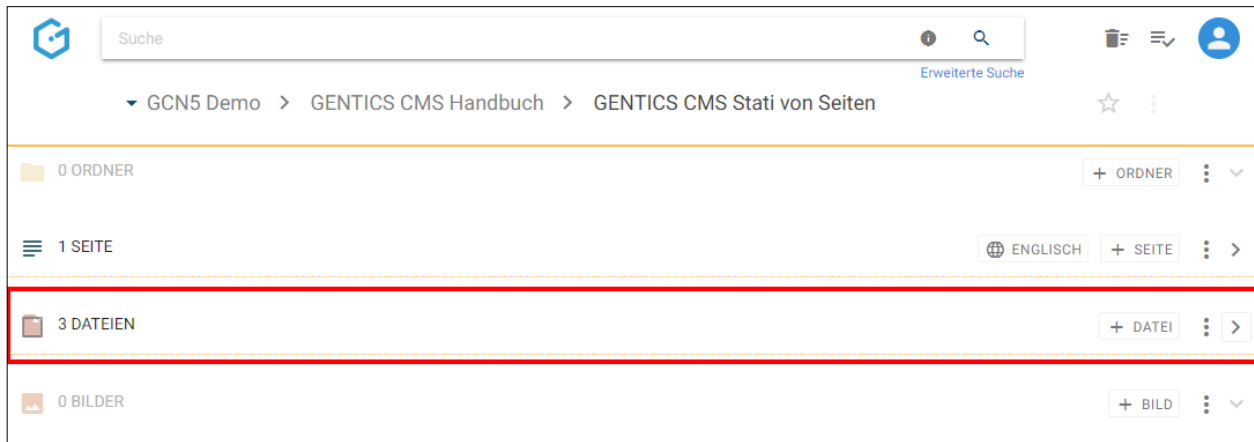 Suche
Erweiterte Suche
GCN5 Demo > GENTICS CMS Handbuch > GENTICS CMS Stati von Seiten
0 ORDNER + ORDNER
1 SEITE ENGLISCH + SEITE
3 DATEIEN + DATEI
0 BILDER + BILD